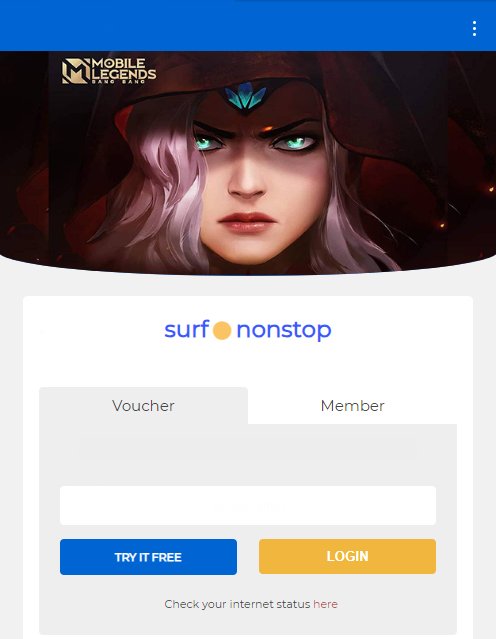 MOBILE
LEGENDS
BANG BANG
surf nonstop
Voucher
Member
TRY IT FREE
LOGIN
Check your internet status here